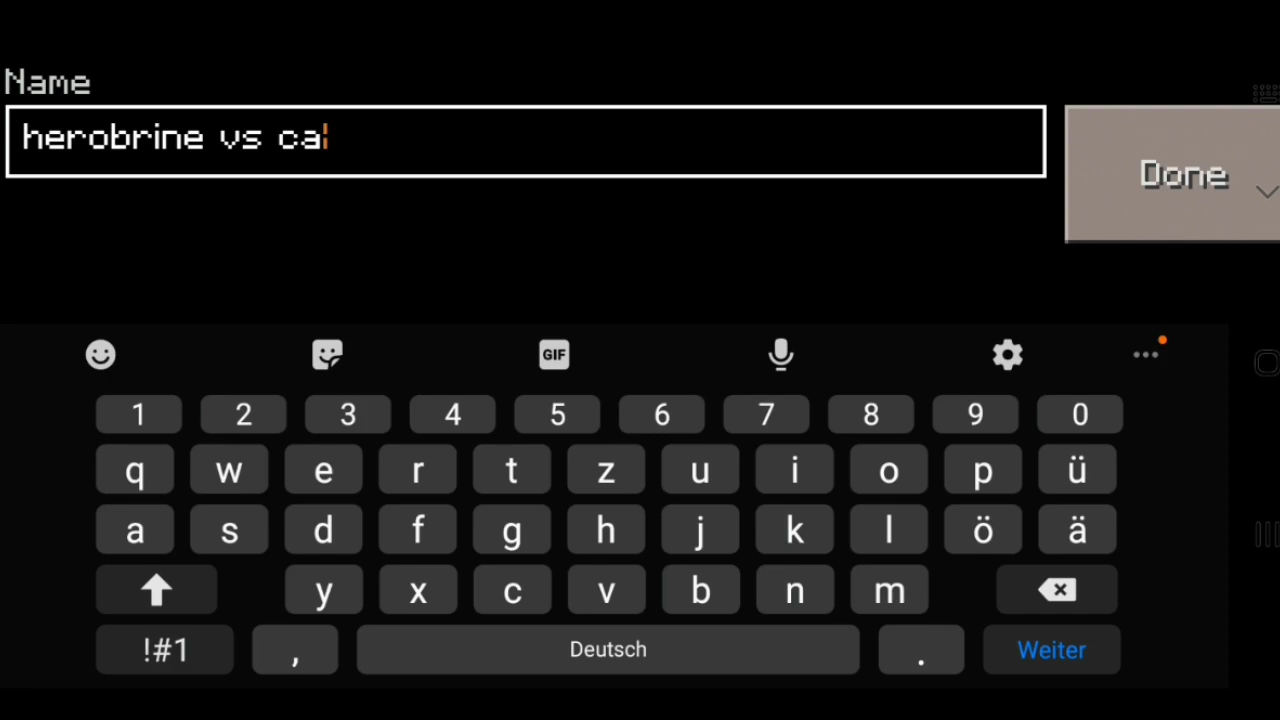 Name
herobrine vs ca
Done
GIF
1 2 3 4 5 6 7 8 9 0
q w e r t z u i o p ü
a s d f g h j k l ö ä
y x c v b n m
!#1 , Deutsch . Weiter